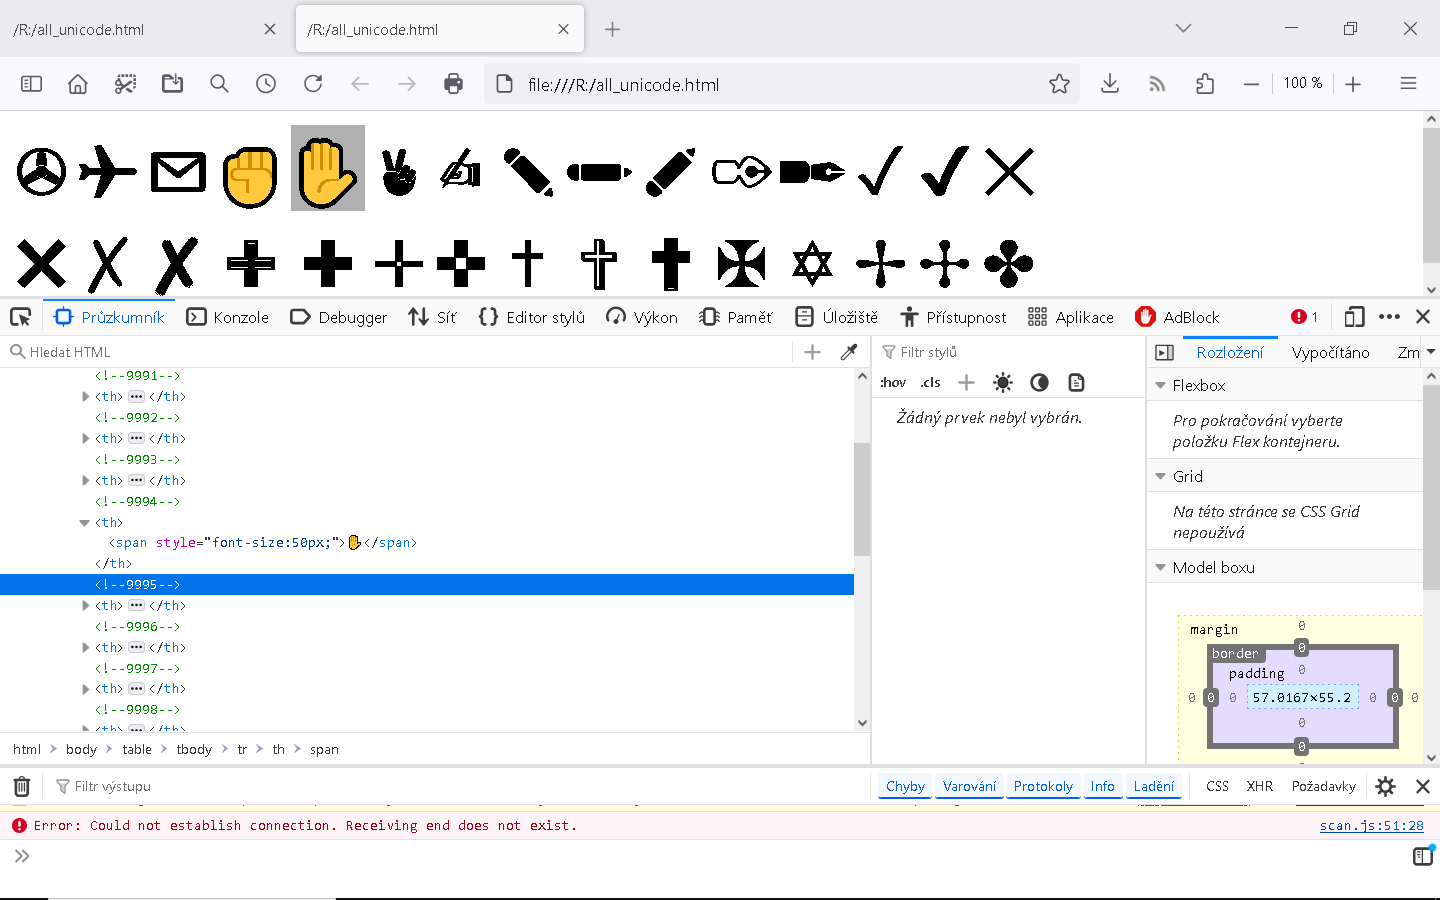 /R:/all_unicode.html
/R:/all_unicode.html
file:///R:/all_unicode.html
100 %
Průzkumník
Konzole
Debugger
Síť
Editor stylů
Výkon
Paměť
Úložiště
Přístupnost
Aplikace
AdBlock
1
Hledat HTML
<!--9991-->
<th> ••• </th>
<!--9992-->
<th> ••• </th>
<!--9993-->
<th> ••• </th>
<!--9994-->
<th>
<span style="font-size:50px;">✋</span>
</th>
<!--9995-->
<th> ••• </th>
<!--9996-->
<th> ••• </th>
<!--9997-->
<th> ••• </th>
<!--9998-->
<th> ••• </th>
html
body
table
tbody
tr
th
span
Filtr stylů
:hov .cls
Žádný prvek nebyl vybrán.
Rozložení
Vypočítáno
Zm
Flexbox
Pro pokračování vyberte
položku Flex kontejneru.
Grid
Na této stránce se CSS Grid
nepoužívá
Model boxu
margin
0
border
0
padding
0
0 0 0 57.0167×55.2 0 0 0
0
0
Filtr výstupu
Chyby
Varování
Protokoly
Info
Ladění
CSS
XHR
Požadavky
Error: Could not establish connection. Receiving end does not exist.
scan.js:51:28